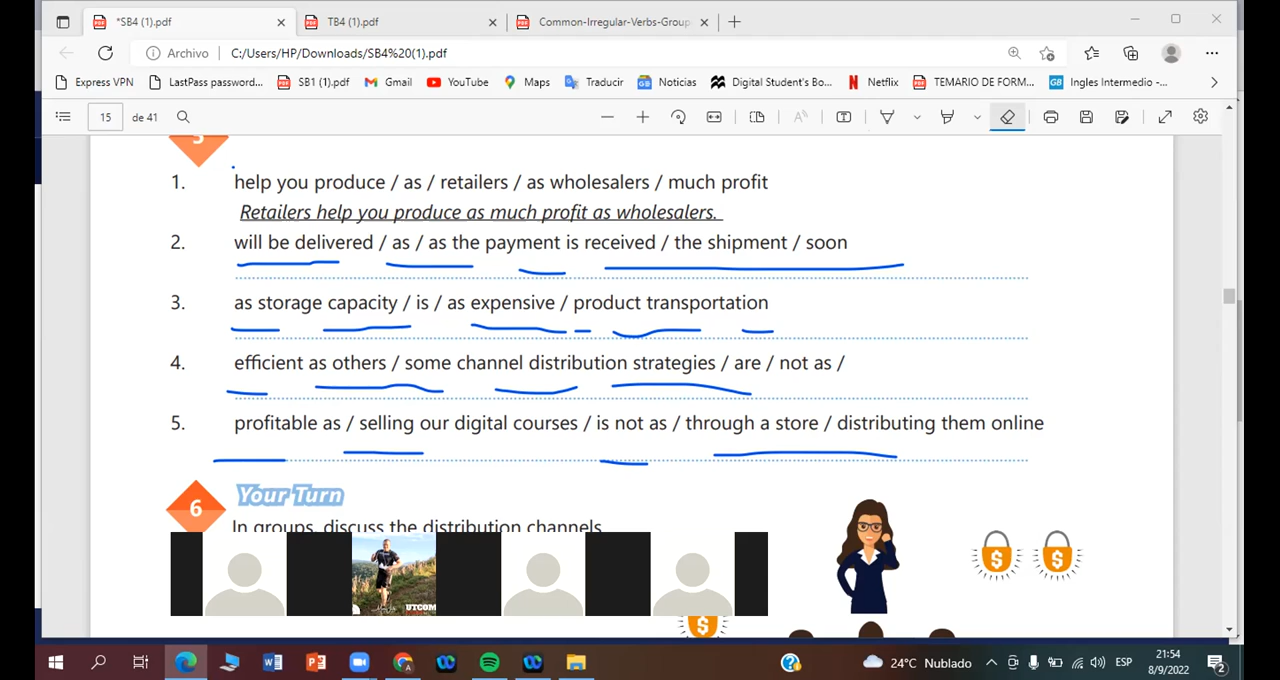 *SB4 (1).pdf
TB4 (1).pdf
Common-Irregular-Verbs-Group
Archivo
C:/Users/HP/Downloads/SB4%20(1).pdf
Express VPN
LastPass password...
SB1 (1).pdf
Gmail
YouTube
Maps
Traducir
Noticias
Digital Student's Bo...
Netflix
TEMARIO DE FORM...
Ingles Intermedio -...
15
de 41
1. help you produce / as / retailers / as wholesalers / much profit
Retailers help you produce as much profit as wholesalers.
2. will be delivered / as / as the payment is received / the shipment / soon
3. as storage capacity / is / as expensive / product transportation
4. efficient as others / some channel distribution strategies / are / not as /
5. profitable as / selling our digital courses / is not as / through a store / distributing them online
6
Your Turn
In groups, discuss the distribution channels
UTCOM
24°C Nublado
ESP
21:54
8/9/2022
2